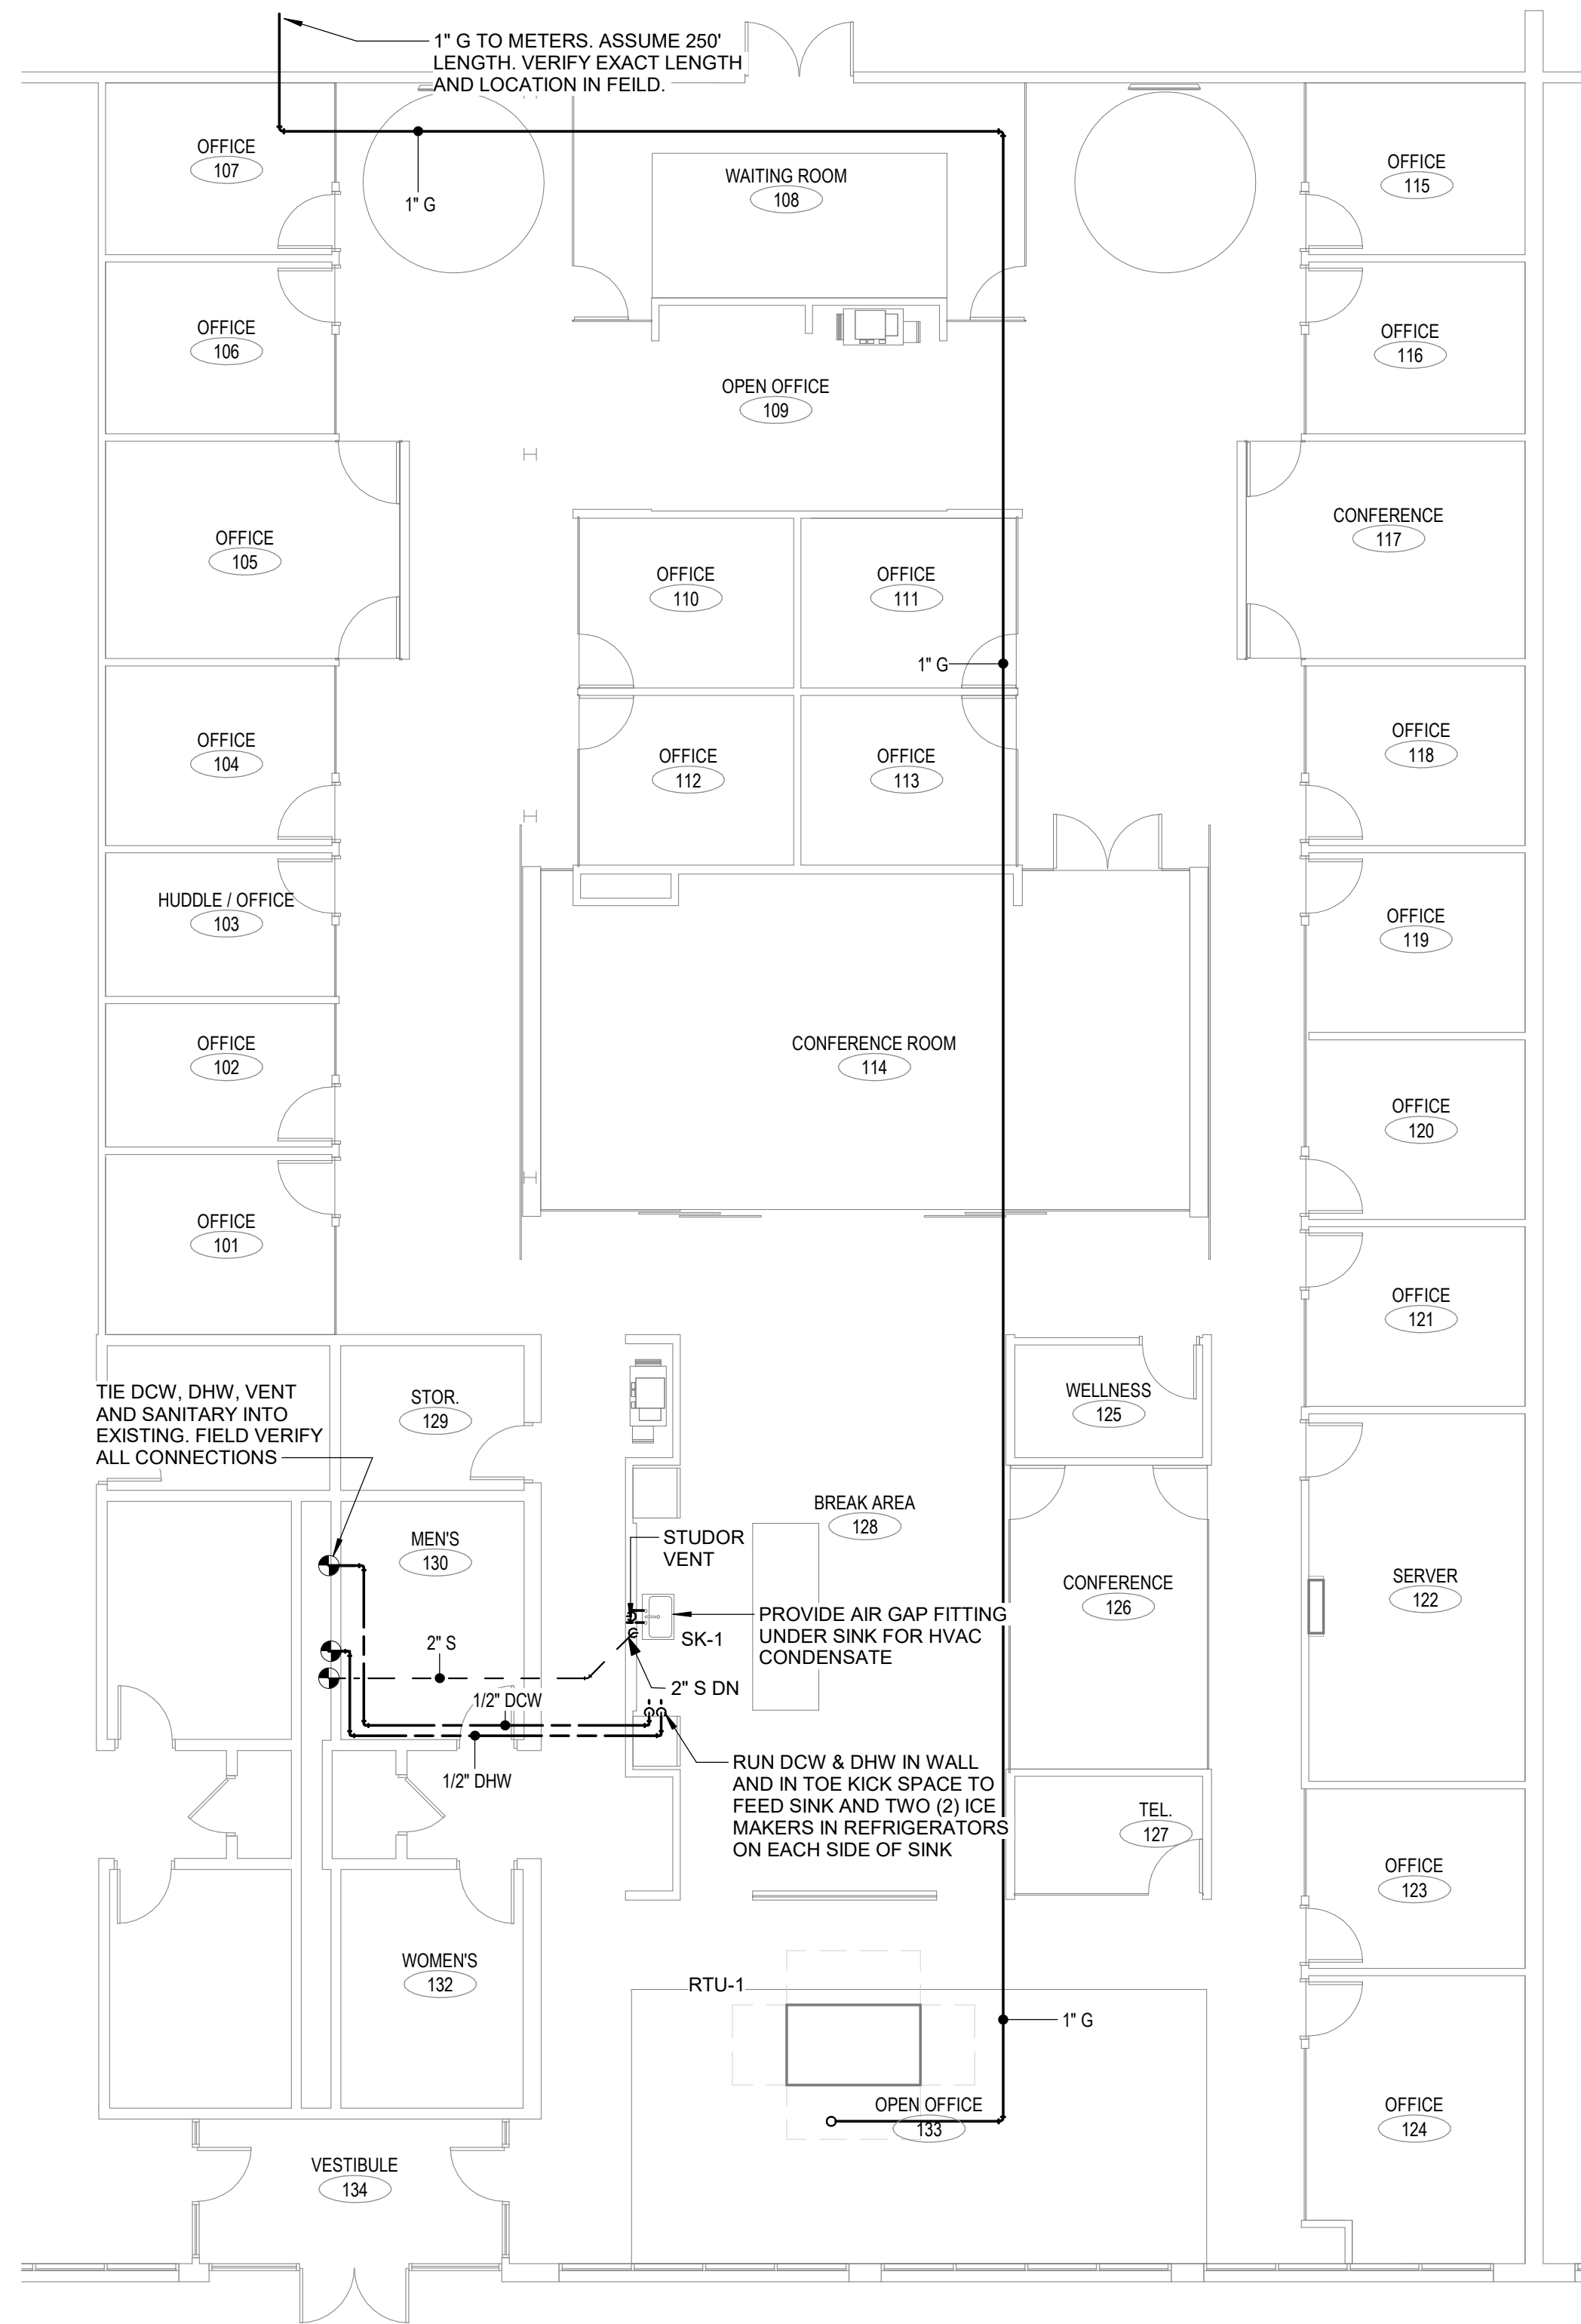 1" G TO METERS. ASSUME 250'
LENGTH. VERIFY EXACT LENGTH
AND LOCATION IN FEILD.
OFFICE
107
1" G
WAITING ROOM
108
OFFICE
115
OFFICE
106
OPEN OFFICE
109
OFFICE
116
OFFICE
105
CONFERENCE
117
OFFICE
110
OFFICE
111
1" G
OFFICE
104
OFFICE
112
OFFICE
113
OFFICE
118
HUDDLE / OFFICE
103
OFFICE
119
OFFICE
102
CONFERENCE ROOM
114
OFFICE
120
OFFICE
101
OFFICE
121
TIE DCW, DHW, VENT
AND SANITARY INTO
EXISTING. FIELD VERIFY
ALL CONNECTIONS
STOR.
129
WELLNESS
125
BREAK AREA
128
MEN'S
130
STUDOR
VENT
CONFERENCE
126
SERVER
122
PROVIDE AIR GAP FITTING
UNDER SINK FOR HVAC
CONDENSATE
SK-1
2" S
2" S DN
1/2" DCW
1/2" DHW
RUN DCW & DHW IN WALL
AND IN TOE KICK SPACE TO
FEED SINK AND TWO (2) ICE
MAKERS IN REFRIGERATORS
ON EACH SIDE OF SINK
TEL.
127
OFFICE
123
WOMEN'S
132
RTU-1
1" G
OPEN OFFICE
133
OFFICE
124
VESTIBULE
134